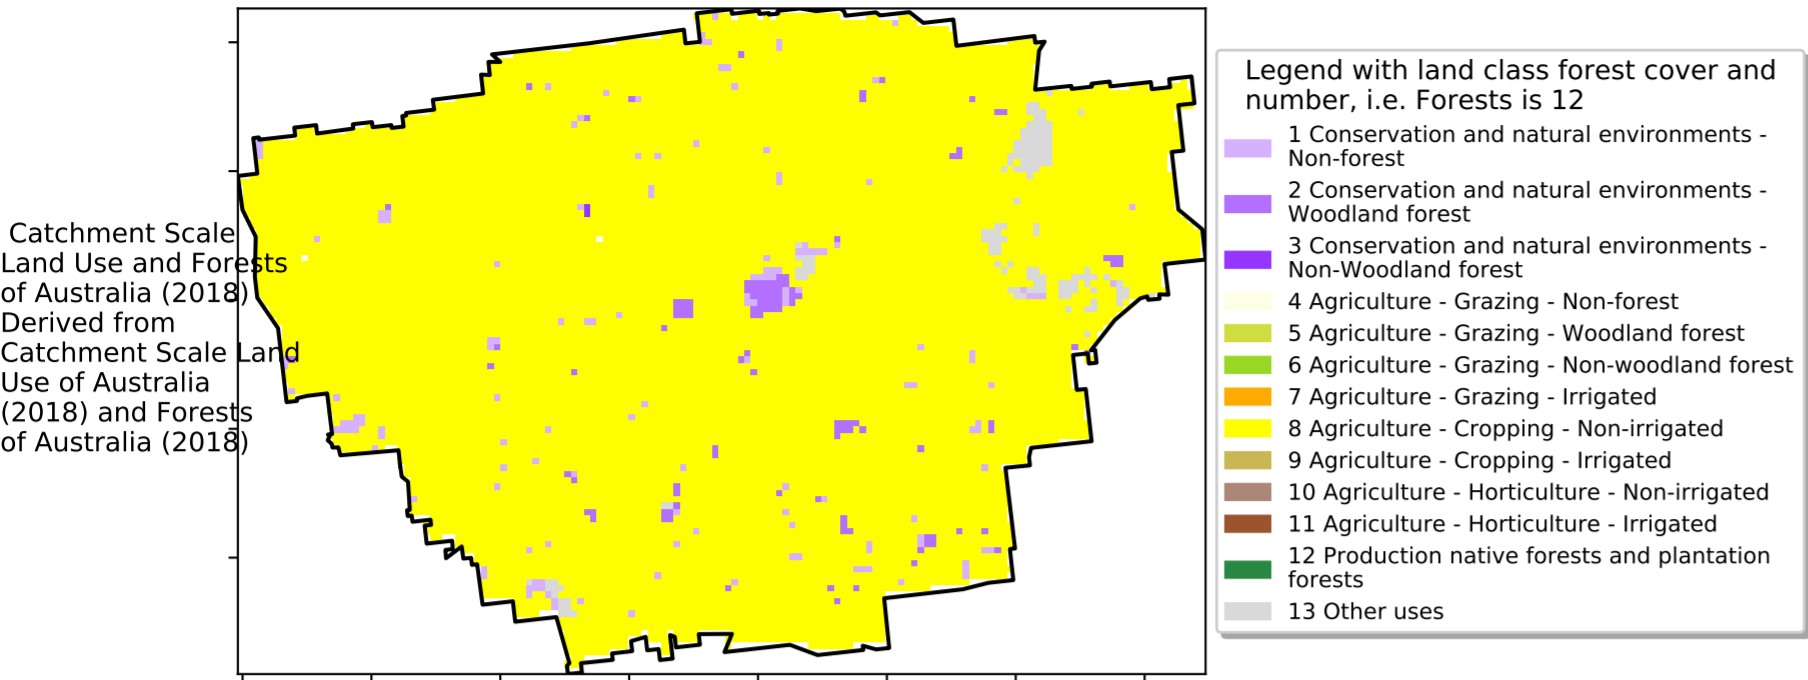 Catchment Scale
Land Use and Forests
of Australia (2018)
Derived from
Catchment Scale Land
Use of Australia
(2018) and Forests
of Australia (2018)
Legend with land class forest cover and
number, i.e. Forests is 12
1 Conservation and natural environments -
Non-forest
2 Conservation and natural environments -
Woodland forest
3 Conservation and natural environments -
Non-Woodland forest
4 Agriculture - Grazing - Non-forest
5 Agriculture - Grazing - Woodland forest
6 Agriculture - Grazing - Non-woodland forest
7 Agriculture - Grazing - Irrigated
8 Agriculture - Cropping - Non-irrigated
9 Agriculture - Cropping - Irrigated
10 Agriculture - Horticulture - Non-irrigated
11 Agriculture - Horticulture - Irrigated
12 Production native forests and plantation
forests
13 Other uses